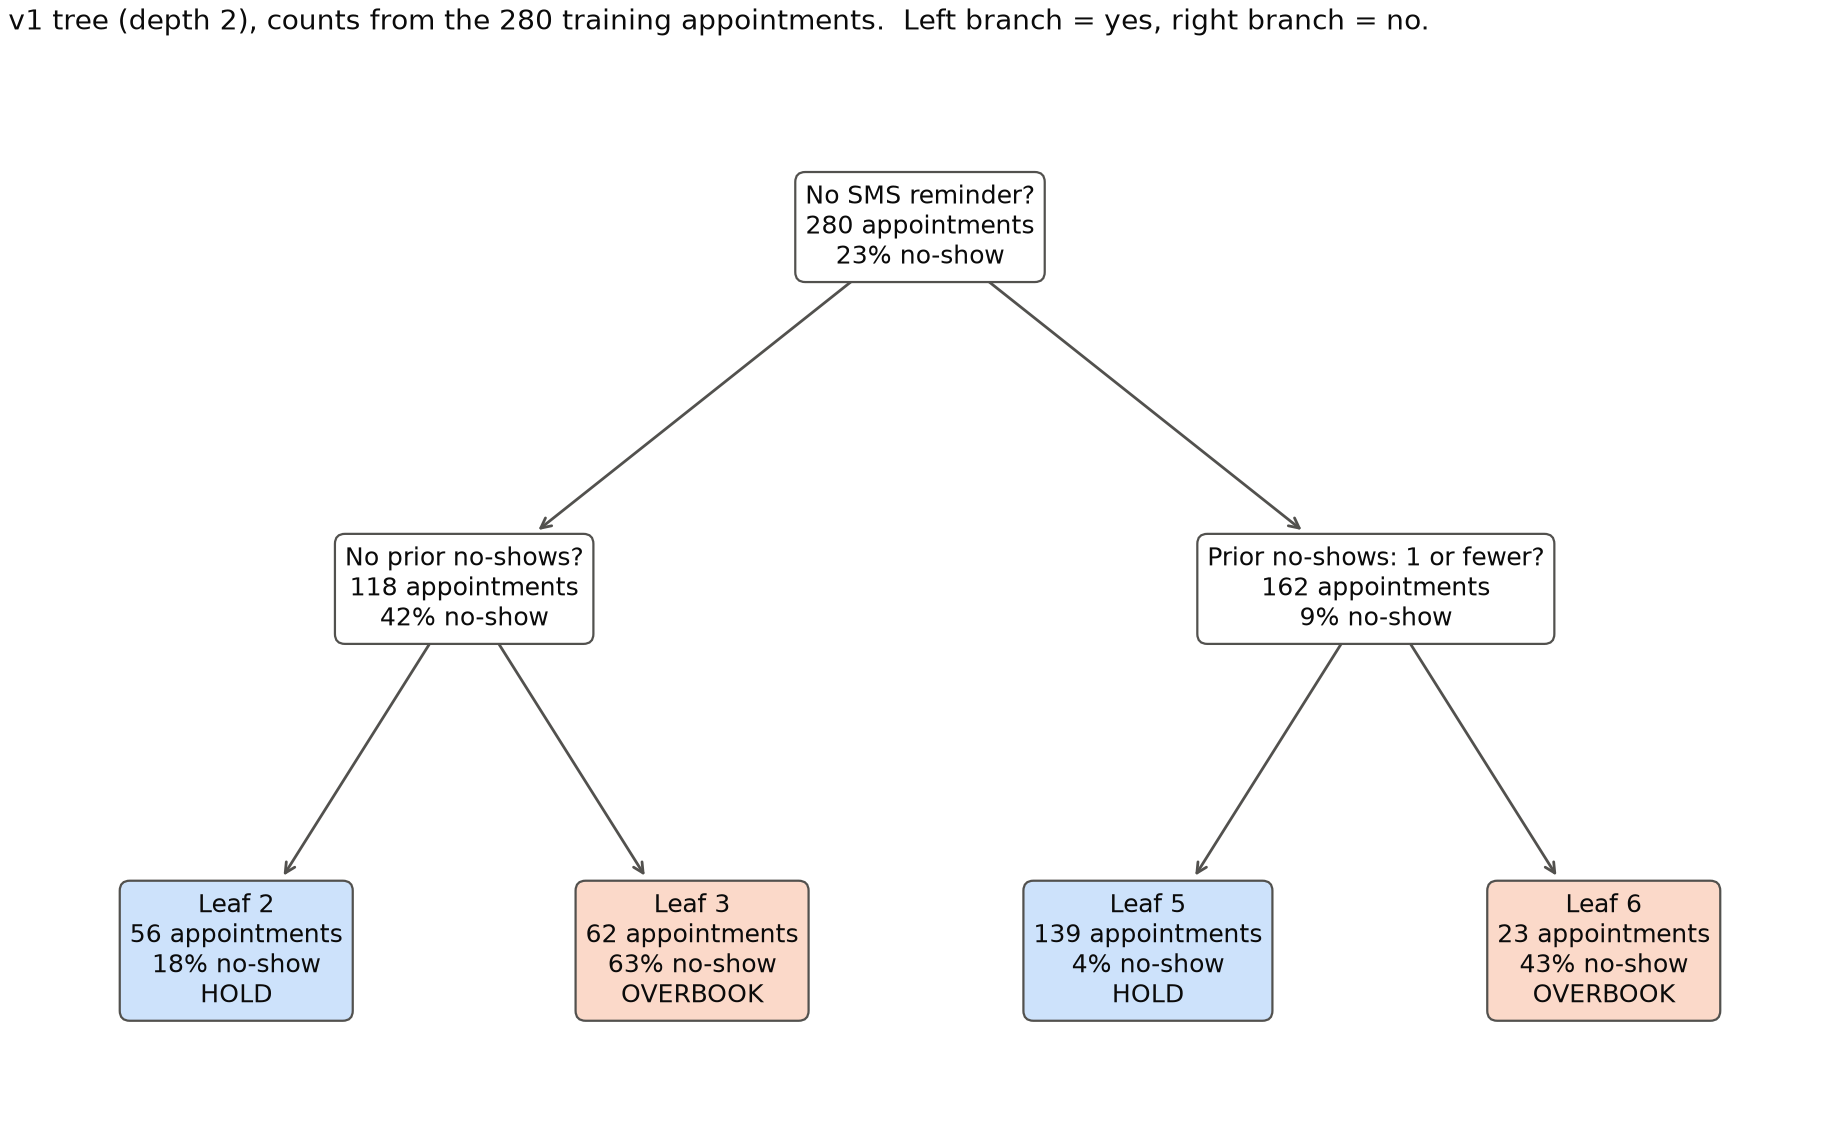 v1 tree (depth 2), counts from the 280 training appointments.  Left branch = yes, right branch = no.
No SMS reminder?
280 appointments
23% no-show
No prior no-shows?
118 appointments
42% no-show
Prior no-shows: 1 or fewer?
162 appointments
9% no-show
Leaf 2
56 appointments
18% no-show
HOLD
Leaf 3
62 appointments
63% no-show
OVERBOOK
Leaf 5
139 appointments
4% no-show
HOLD
Leaf 6
23 appointments
43% no-show
OVERBOOK